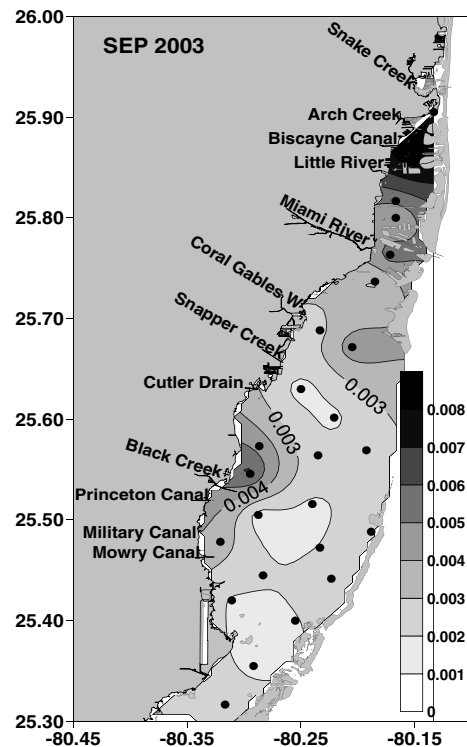 26.00
SEP 2003
Snake Creek
25.90
Arch Creek
Biscayne Canal
Little River
25.80
Miami River
Coral Gables W
25.70
Snapper Creek
Cutler Drain
0.003
25.60
0.003
0.008
0.007
Black Creek
0.006
Princeton Canal
0.004
0.005
25.50
Military Canal
0.004
Mowry Canal
0.003
0.002
25.40
0.001
0
25.30
-80.45
-80.35
-80.25
-80.15